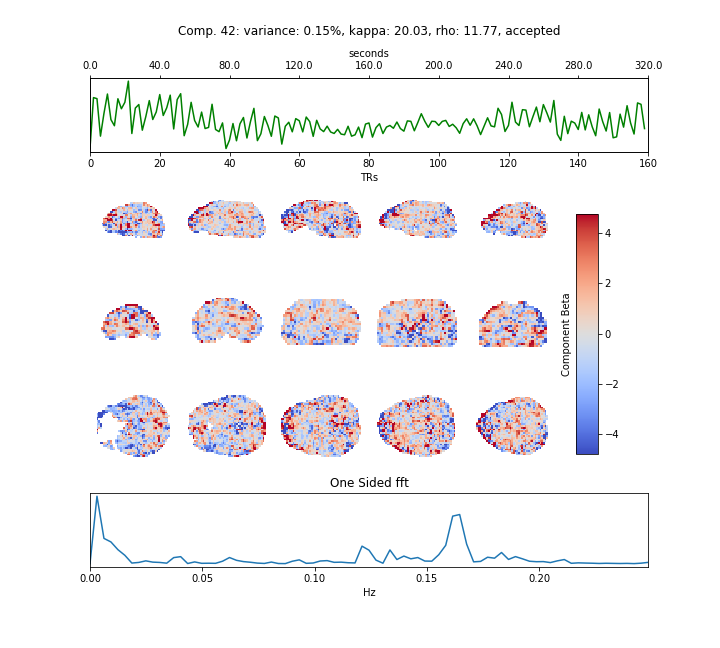 Comp. 42: variance: 0.15%, kappa: 20.03, rho: 11.77, accepted
seconds
0.0 40.0 80.0 120.0 160.0 200.0 240.0 280.0 320.0
0 20 40 60 80 100 120 140 160
TRs
4
2
0
−2
−4
Component Beta
One Sided fft
0.00 0.05 0.10 0.15 0.20
Hz